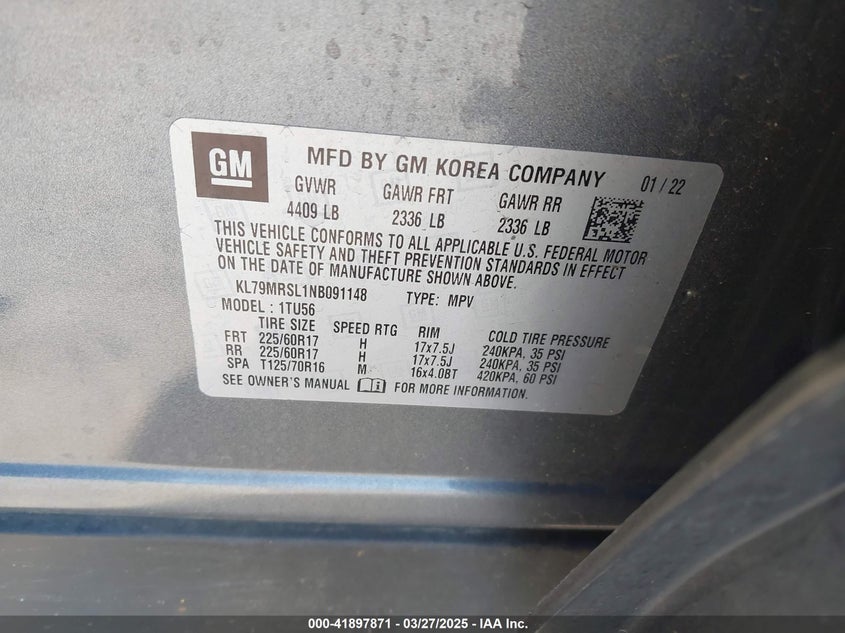 GM
MFD BY GM KOREA COMPANY 01 / 22
GVWR GAWR FRT GAWR RR
4409 LB 2336 LB 2336 LB
THIS VEHICLE CONFORMS TO ALL APPLICABLE U.S. FEDERAL MOTOR
VEHICLE SAFETY AND THEFT PREVENTION STANDARDS IN EFFECT
ON THE DATE OF MANUFACTURE SHOWN ABOVE.
KL79MRSL1NB091148 TYPE: MPV
MODEL : 1TU56
TIRE SIZE SPEED RTG RIM COLD TIRE PRESSURE
FRT 225/60R17 H 17x7.5J 240KPA, 35 PSI
RR 225/60R17 H 17x7.5J 240KPA, 35 PSI
SPA T125/70R16 M 16x4.0BT 420KPA, 60 PSI
SEE OWNER'S MANUAL FOR MORE INFORMATION.
000-41897871 - 03/27/2025 - IAA Inc.